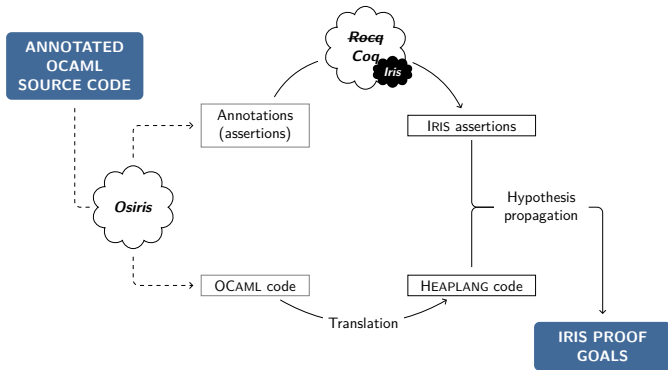 ANNOTATED
OCAML
SOURCE CODE
Rocq
Coq
Iris
Annotations
(assertions)
IRIS assertions
Osiris
Hypothesis
propagation
OCAML code
HEAPLANG code
Translation
IRIS PROOF
GOALS